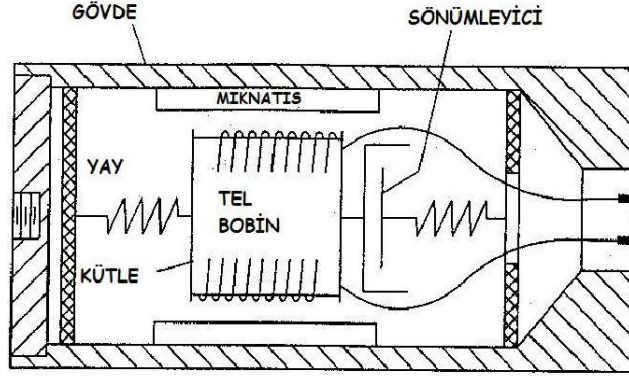 GÖVDE
SÖNÜMLEYİCİ
MIKNATIS
YAY
TEL
BOBİN
KÜTLE